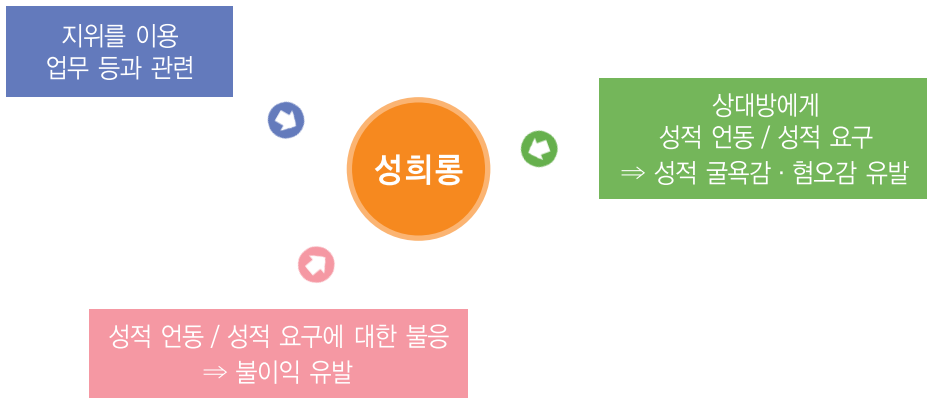 지위를 이용
업무 등과 관련
상대방에게
성적 언동 / 성적 요구
⇒ 성적 굴욕감 · 혐오감 유발
성희롱
성적 언동 / 성적 요구에 대한 불응
⇒ 불이익 유발